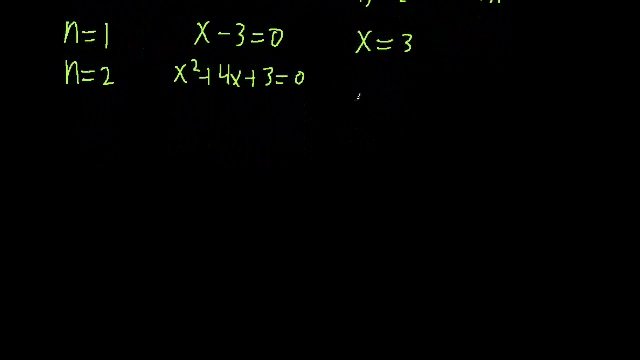 n=1 x-3=0 x=3
n=2 x²+4x+3=0